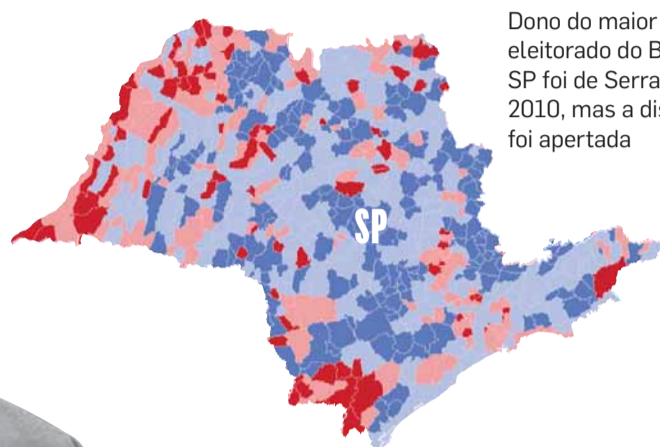 Dono do maior
eleitorado do B
SP foi de Serra
2010, mas a dis
foi apertada
SP